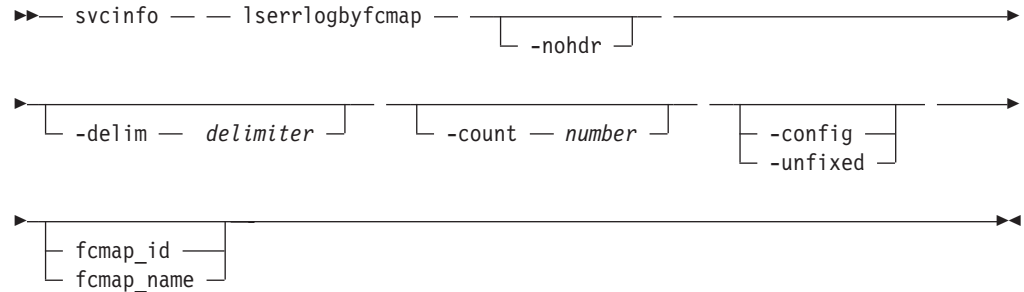 svcinfo lserrlogbyfcmap
-nohdr
-delim delimiter -count number -config
-unfixed
fcmap_id
fcmap_name